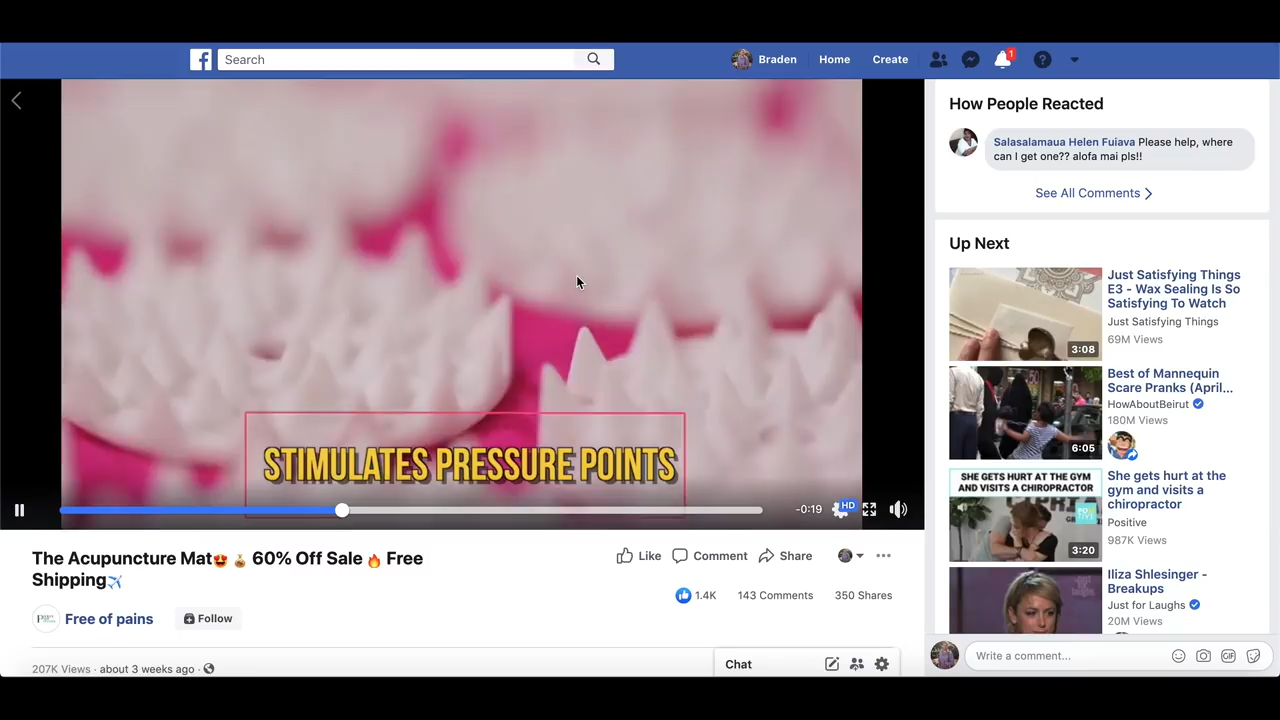 Search
Braden
Home
Create
1
How People Reacted
Salasalamaua Helen Fuiava Please help, where
can I get one?? alofa mai pls!!
See All Comments
Up Next
Just Satisfying Things
E3 - Wax Sealing Is So
Satisfying To Watch
Just Satisfying Things
69M Views
3:08
Best of Mannequin
Scare Pranks (April...
HowAboutBeirut
180M Views
6:05
SHE GETS HURT AT THE GYM
AND VISITS A CHIROPRACTOR
She gets hurt at the
gym and visits a
chiropractor
Positive
987K Views
3:20
Iliza Shlesinger -
Breakups
Just for Laughs
20M Views
STIMULATES PRESSURE POINTS
-0:19
HD
The Acupuncture Mat😍💰 60% Off Sale 🔥 Free
Shipping✈️
Like
Comment
Share
1.4K
143 Comments
350 Shares
Free of pains
Follow
207K Views · about 3 weeks ago
Chat
Write a comment...
GIF